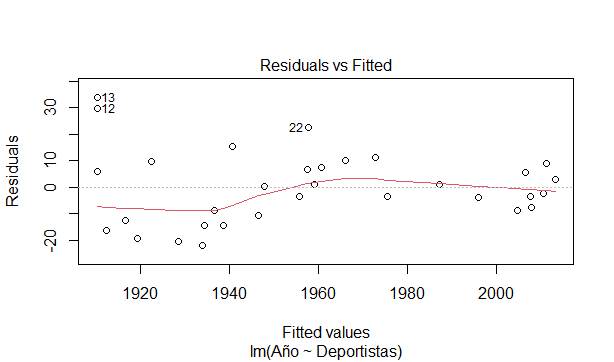 Residuals vs Fitted
Residuals
30
10
0
-20
13
12
22
1920 1940 1960 1980 2000
Fitted values
lm(Año ~ Deportistas)